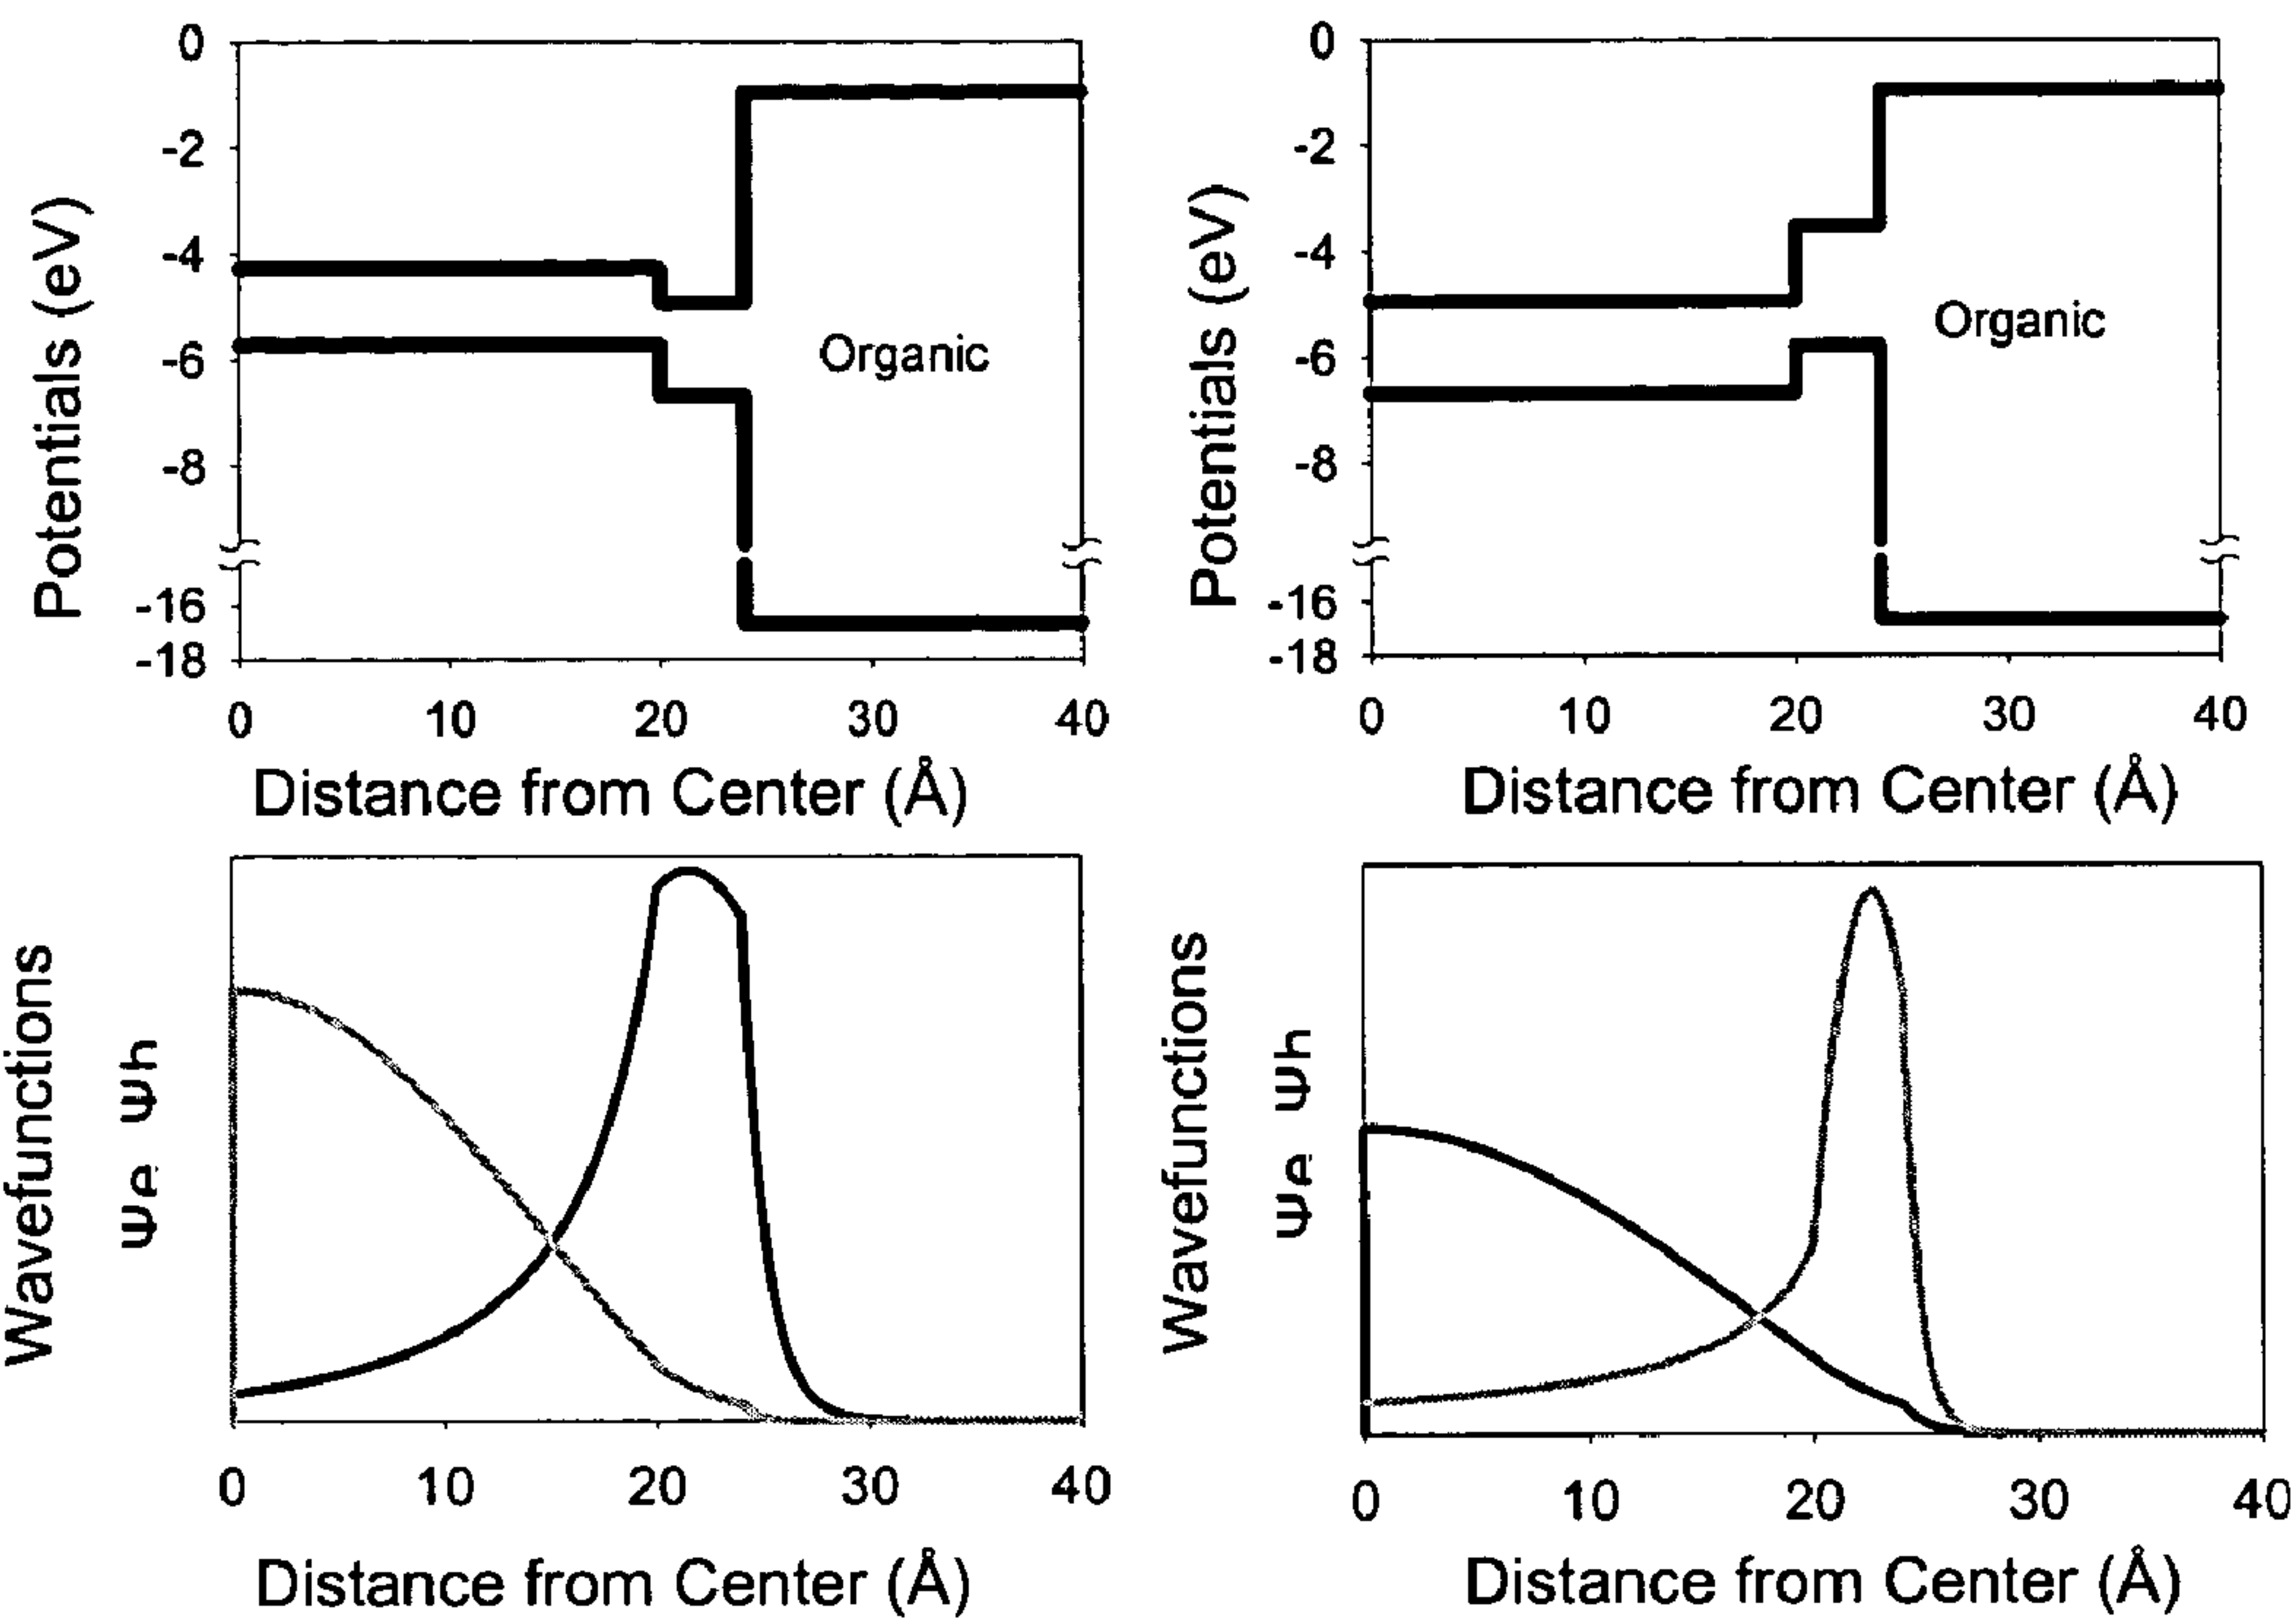 Potentials (eV)
0
-2
-4
-6
-8
-16
-18
Organic
0 10 20 30 40
Distance from Center (Å)
Potentials (eV)
0
-2
-4
-6
-8
-16
-18
Organic
0 10 20 30 40
Distance from Center (Å)
Wavefunctions
Ψe Ψh
0 10 20 30 40
Distance from Center (Å)
Wavefunctions
Ψe Ψh
0 10 20 30 40
Distance from Center (Å)